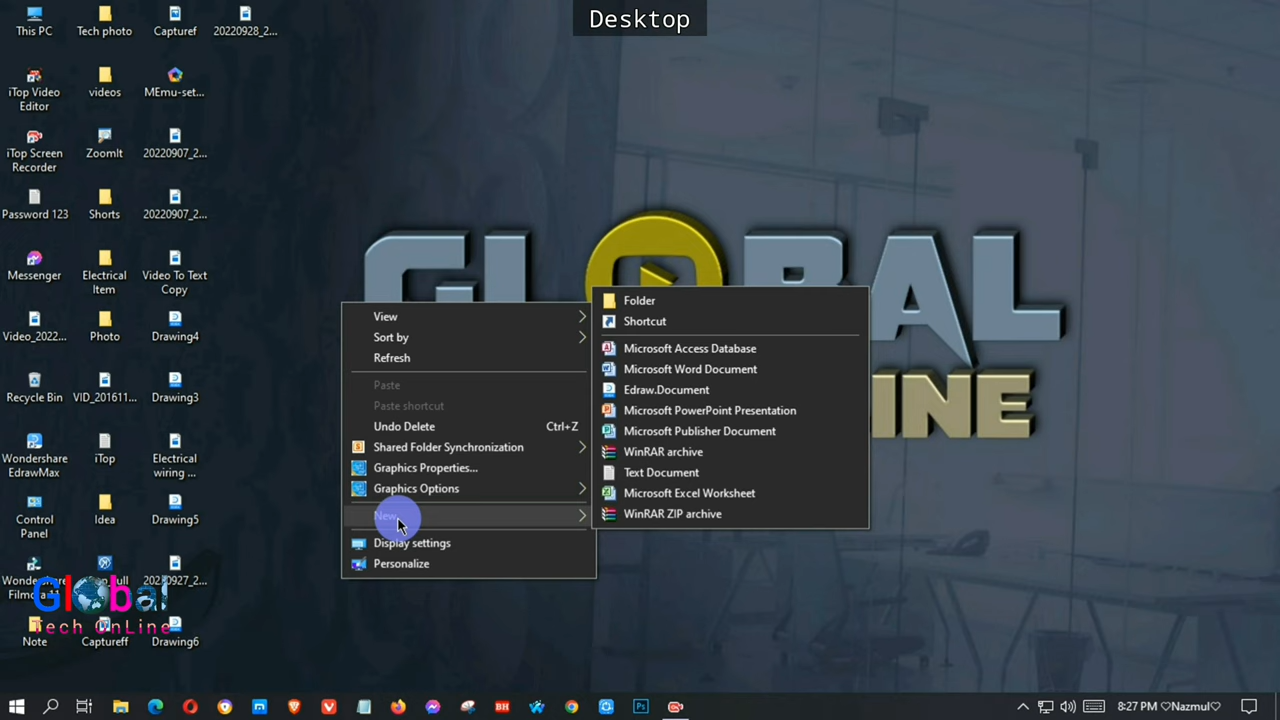 Desktop
This PC
Tech photo
Capturef
20220928_2...
iTop Video
Editor
videos
MEmu-set...
iTop Screen
Recorder
ZoomIt
20220907_2...
Password 123
Shorts
20220907_2...
Messenger
Electrical
Item
Video To Text
Copy
Video_2022...
Photo
Drawing4
Recycle Bin
VID_201611...
Drawing3
Wondershare
EdrawMax
iTop
Electrical
wiring ...
Control
Panel
Idea
Drawing5
Note
Captureff
Drawing6
Global
Tech OnLine
GLOBAL
View
Sort by
Refresh
Paste
Paste shortcut
Undo Delete Ctrl+Z
Shared Folder Synchronization
Graphics Properties...
Graphics Options
New
Display settings
Personalize
Folder
Shortcut
Microsoft Access Database
Microsoft Word Document
Edraw.Document
Microsoft PowerPoint Presentation
Microsoft Publisher Document
WinRAR archive
Text Document
Microsoft Excel Worksheet
WinRAR ZIP archive
BH
Ps
8:27 PM ♡Nazmul♡